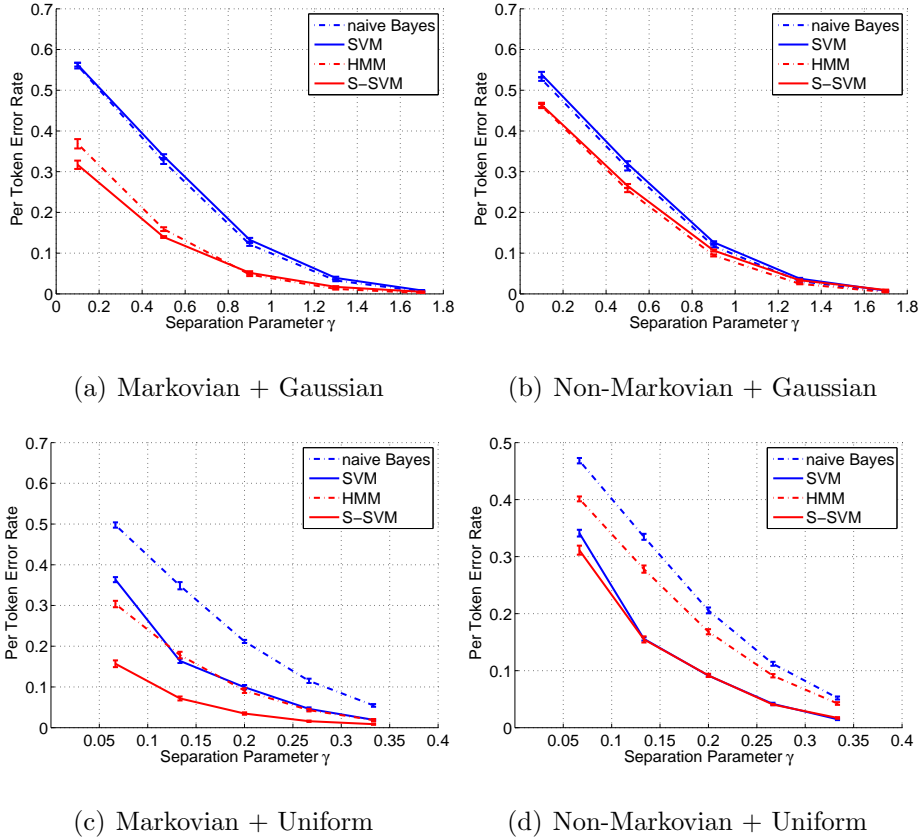 0.7
0.6
0.5
0.4
0.3
0.2
0.1
0
Per Token Error Rate
0 0.2 0.4 0.6 0.8 1 1.2 1.4 1.6 1.8
Separation Parameter γ
naive Bayes
SVM
HMM
S−SVM
(a) Markovian + Gaussian
0.7
0.6
0.5
0.4
0.3
0.2
0.1
0
Per Token Error Rate
0 0.2 0.4 0.6 0.8 1 1.2 1.4 1.6 1.8
Separation Parameter γ
naive Bayes
SVM
HMM
S−SVM
(b) Non-Markovian + Gaussian
0.7
0.6
0.5
0.4
0.3
0.2
0.1
0
Per Token Error Rate
0.05 0.1 0.15 0.2 0.25 0.3 0.35 0.4
Separation Parameter γ
naive Bayes
SVM
HMM
S−SVM
(c) Markovian + Uniform
0.5
0.4
0.3
0.2
0.1
0
Per Token Error Rate
0.05 0.1 0.15 0.2 0.25 0.3 0.35 0.4
Separation Parameter γ
naive Bayes
SVM
HMM
S−SVM
(d) Non-Markovian + Uniform